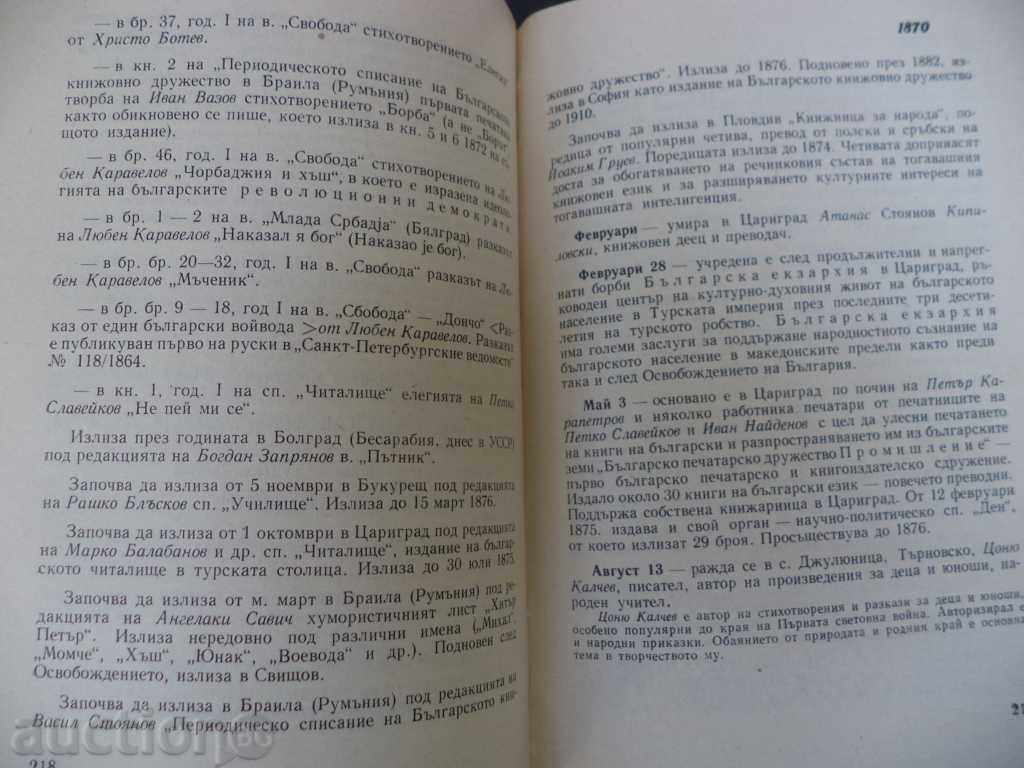 — в бр. 37, год. I на в. „Свобода“ стихотворението „Елегия“
от Христо Ботев.
— в кн. 2 на „Периодическото списание на Българското
книжовно дружество в Браила (Румъния) първата печатана
творба на Иван Вазов стихотворението „Борба“ (а не „Борът“
както обикновено се пише, което излиза в кн. 5 и 6 1872 на съ-
щото издание).
— в бр. 46, год. I на в. „Свобода“ стихотворението на Лю-
бен Каравелов „Чорбаджия и хъш“, в което е изразена идеоло-
гията на българските революционни демократи.
— в бр. 1 — 2 на в. „Млада Србадја“ (Бялград) разказът
на Любен Каравелов „Наказал я бог“ (Наказао је бог).
— в бр. бр. 20—32, год. I на в. „Свобода“ разказът на Лю-
бен Каравелов „Мъченик“.
— в бр. бр. 9 — 18, год I на в. „Сбобода“ — „Дончо“ <Раз-
каз от един български войвода >от Любен Каравелов. Разказът
е публикуван първо на руски в „Санкт-Петербургские ведомости“
№ 118/1864.
— в кн. 1, год. I на сп. „Читалище“ елегията на Петко
Славейков „Не пей ми се“.
Излиза през годината в Болград (Бесарабия, днес в УССР)
под редакцията на Богдан Запрянов в. „Пътник“.
Започва да излиза от 5 ноември в Букурещ под редакцията
на Рашко Блъсков сп. „Училище“. Излиза до 15 март 1876.
Започва да излиза от 1 октомври в Цариград под редакцията
на Марко Балабанов и др. сп. „Читалище“, издание на българ-
ското читалище в турската столица. Излиза до 30 юли 1875.
Започва да излиза от м. март в Браила (Румъния) под ре-
дакцията на Ангелаки Савич хумористичният лист „Хитър
Петър“. Излиза нередовно под различни имена („Михал“,
„Момче“, „Хъш“, „Юнак“, „Воевода“ и др.). Подновен след
Освобождението, излиза в Свищов.
Започва да излиза в Браила (Румъния) под редакцията на
Васил Стоянов „Периодическо списание на Българското кни-
218
1870
жовно дружество“. Излиза до 1876. Подновено през 1882, из-
лиза в София като издание на Българското книжовно дружество
до 1910.
Започва да излиза в Пловдив „Книжница за народа“, по-
редица от популярни четива, превод от полски и сръбски на
Йоаким Груев. Поредицата излиза до 1874. Четивата допринасят
доста за обогатяването на речниковия състав на тогавашния
книжовен език и за разширяването културните интереси на
тогавашната интелигенция.
Февруари — умира в Цариград Атанас Стоянов Кипи-
ловски, книжовен деец и преводач.
Февруари 28 — учредена е след продължителни и напрег-
нати борби Българска екзархия в Цариград, ръ-
ководен център на културно-духовния живот на българското
население в Турската империя през последните три десети-
летия на турското робство. Българска екзархия
има големи заслуги за поддържане народностното съзнание на
българското население в македонските предели както преди
така и след Освобождението на България.
Май 3 — основано е в Цариград по почин на Петър Ка-
рапетров и няколко работника печатари от печатниците на
Петко Славейков и Иван Найденов с цел да улесни печатането
на книги на български и разпространяването им из българските
земи „Българско печатарско дружество Промишление“ —
първо българско печатарско и книгоиздателско сдружение.
Издало около 30 книги на български език — повечето преводни.
Поддържа собствена книжарница в Цариград. От 12 февруари
1875. издава и свой орган — научно-политическо сп. „Ден“,
от което излизат 29 броя. Просъществува до 1876.
Август 13 — ражда се в с. Джулюница, Търновско, Цоню
Калчев, писател, автор на произведения за деца и юноши, на-
роден учител.
Цоню Калчев е автор на стихотворения и разкази за деца и юноши,
особено популярни до края на Първата световна война. Авторизирал е
и народни приказки. Обаянието от природата и родния край е основна
тема в творчеството му.
21
auction.bg